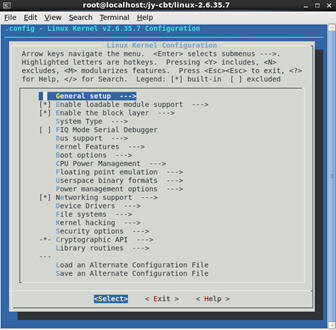 root@localhost:/jy-cbt/linux-2.6.35.7
File Edit View Search Terminal Help
.config - Linux Kernel v2.6.35.7 Configuration
Linux Kernel Configuration
Arrow keys navigate the menu. <Enter> selects submenus --->.
Highlighted letters are hotkeys. Pressing <Y> includes, <N>
excludes, <M> modularizes features. Press <Esc><Esc> to exit, <?>
for Help, </> for Search. Legend: [*] built-in [ ] excluded
General setup --->
[*] Enable loadable module support --->
[*] Enable the block layer --->
System Type --->
[ ] FIQ Mode Serial Debugger
Bus support --->
Kernel Features --->
Boot options --->
CPU Power Management --->
Floating point emulation --->
Userspace binary formats --->
Power management options --->
[*] Networking support --->
Device Drivers --->
File systems --->
Kernel hacking --->
Security options --->
-*- Cryptographic API --->
Library routines --->
---
Load an Alternate Configuration File
Save an Alternate Configuration File
<Select> < Exit > < Help >